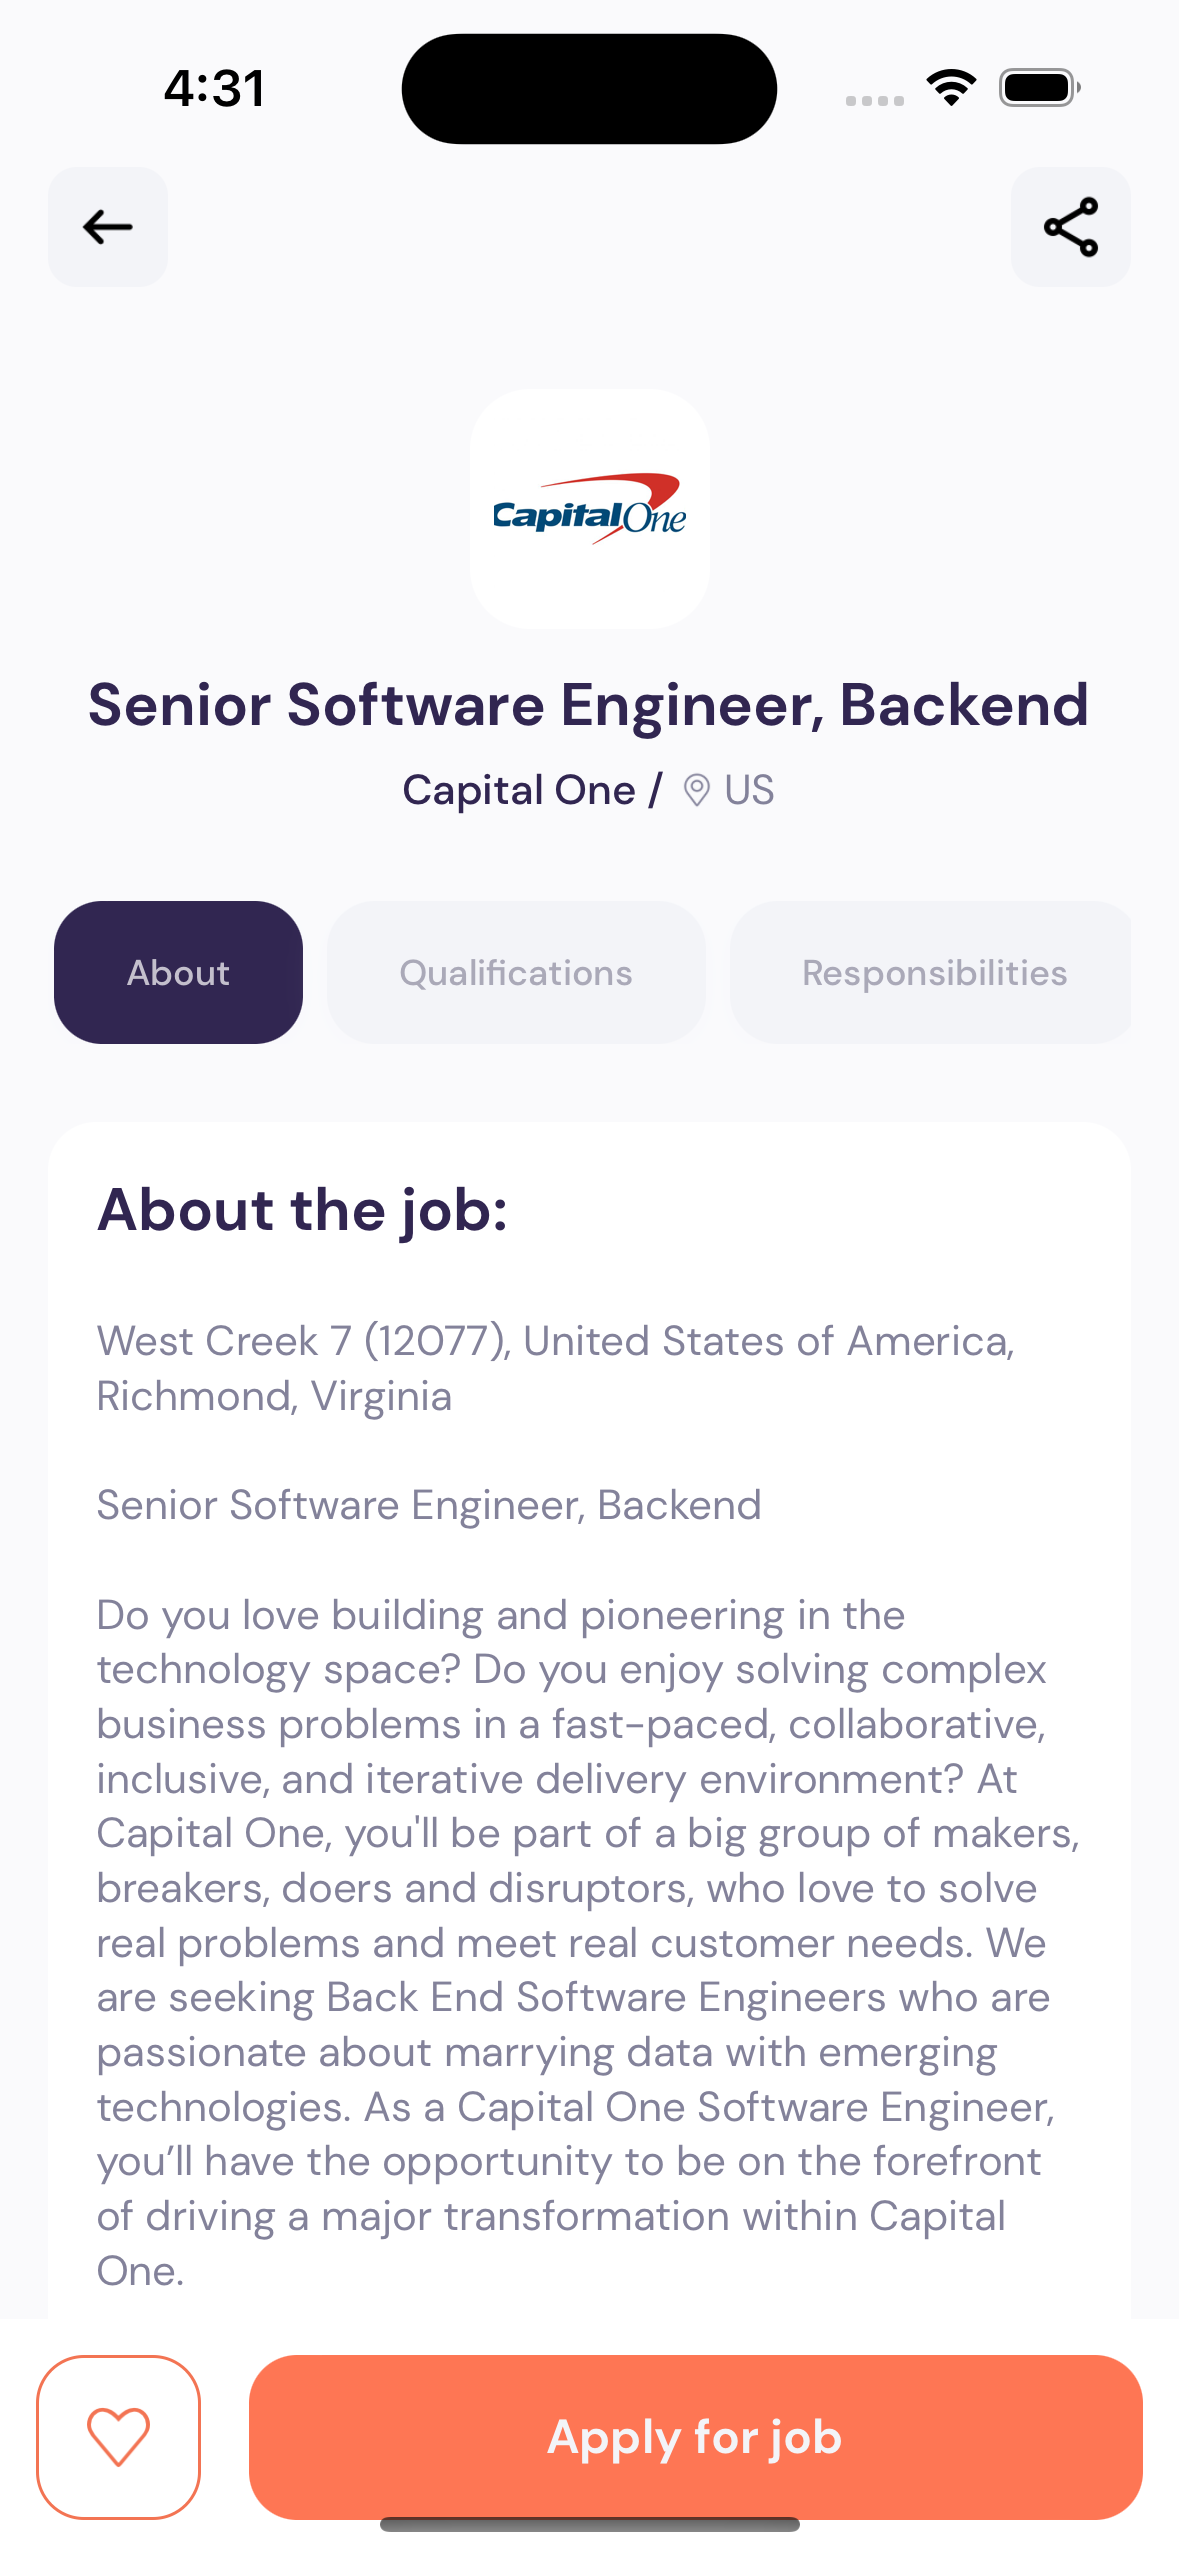 4:31
CapitalOne
Senior Software Engineer, Backend
Capital One / US
About
Qualifications
Responsibilities
About the job:
West Creek 7 (12077), United States of America,
Richmond, Virginia
Senior Software Engineer, Backend
Do you love building and pioneering in the
technology space? Do you enjoy solving complex
business problems in a fast-paced, collaborative,
inclusive, and iterative delivery environment? At
Capital One, you'll be part of a big group of makers,
breakers, doers and disruptors, who love to solve
real problems and meet real customer needs. We
are seeking Back End Software Engineers who are
passionate about marrying data with emerging
technologies. As a Capital One Software Engineer,
you’ll have the opportunity to be on the forefront
of driving a major transformation within Capital
One.
Apply for job